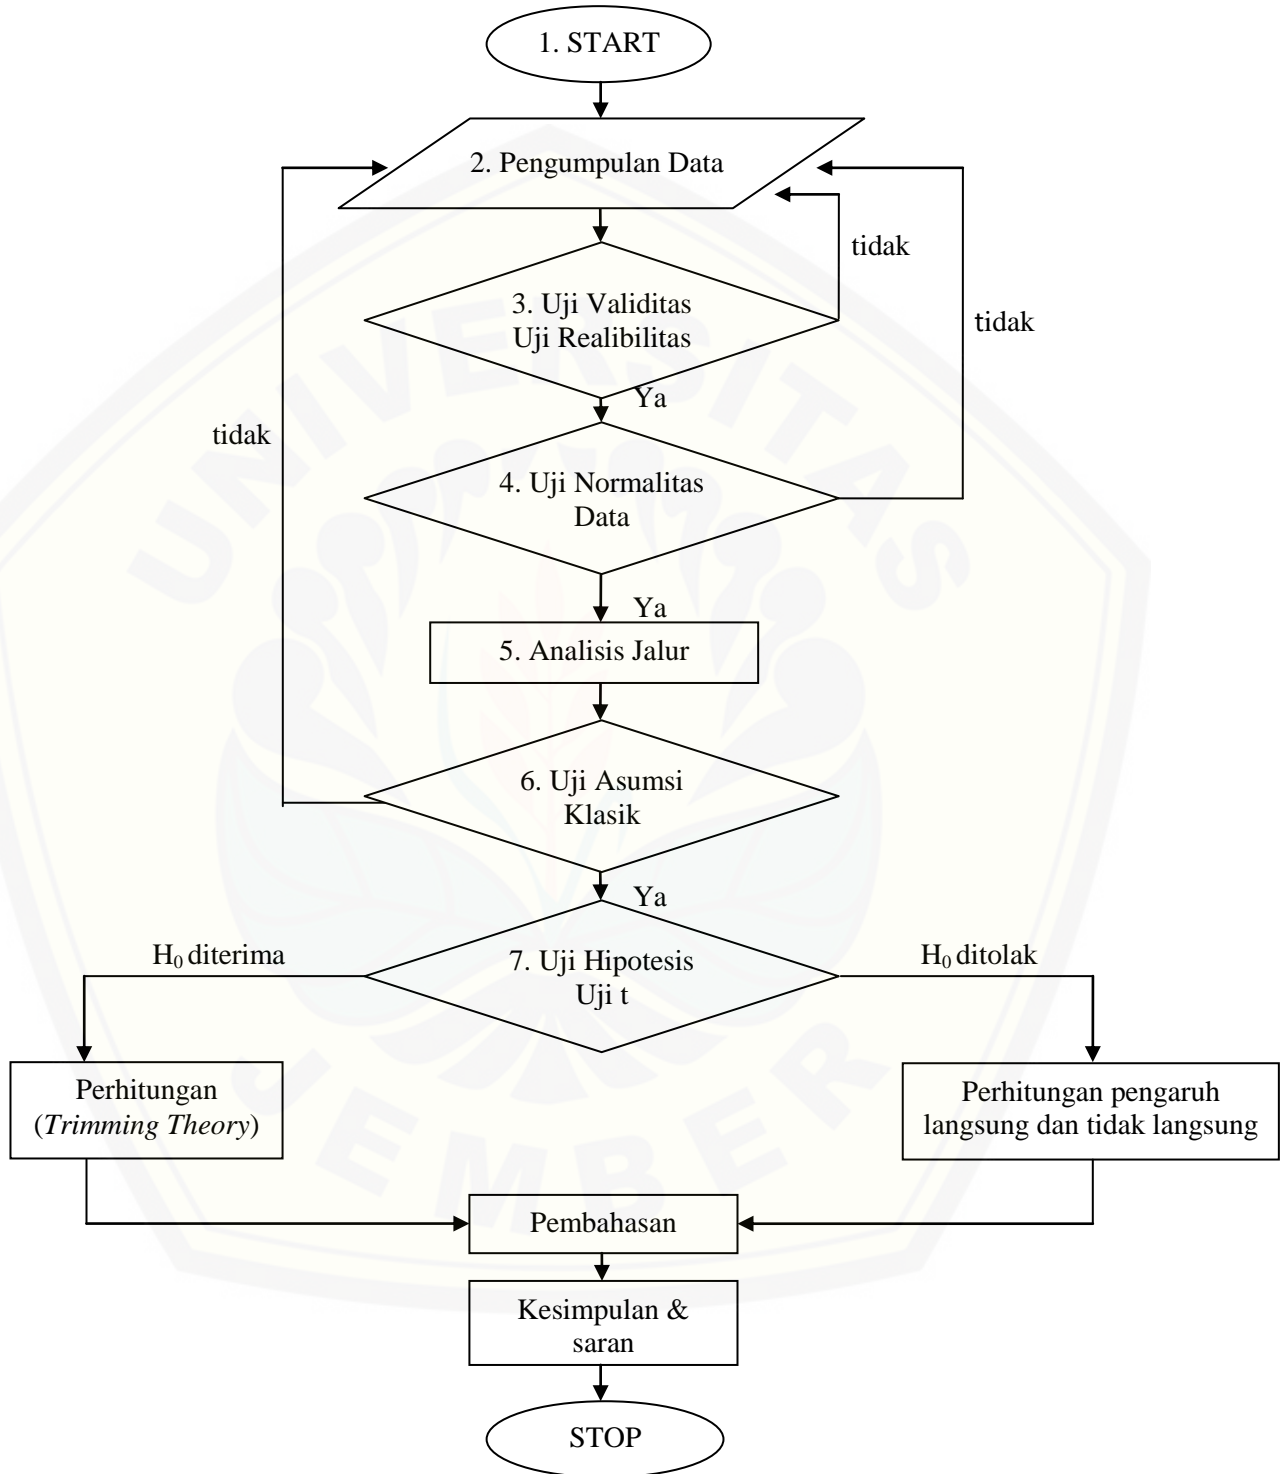 1. START
2. Pengumpulan Data
tidak
3. Uji Validitas
Uji Realibilitas
tidak
Ya
tidak
4. Uji Normalitas
Data
Ya
5. Analisis Jalur
6. Uji Asumsi
Klasik
Ya
H₀ diterima
7. Uji Hipotesis
Uji t
H₀ ditolak
Perhitungan
(Trimming Theory)
Perhitungan pengaruh
langsung dan tidak langsung
Pembahasan
Kesimpulan &
saran
STOP
UNIVERSITAS
JEMBER